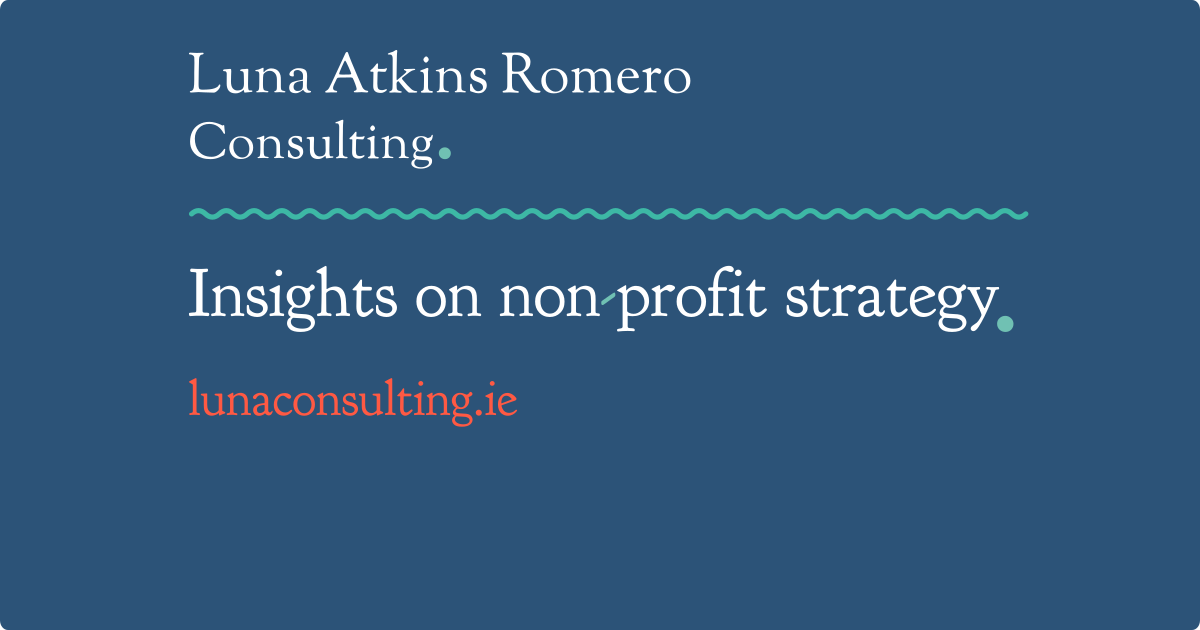 Luna Atkins Romero
Consulting.
Insights on non-profit strategy.
lunaconsulting.ie